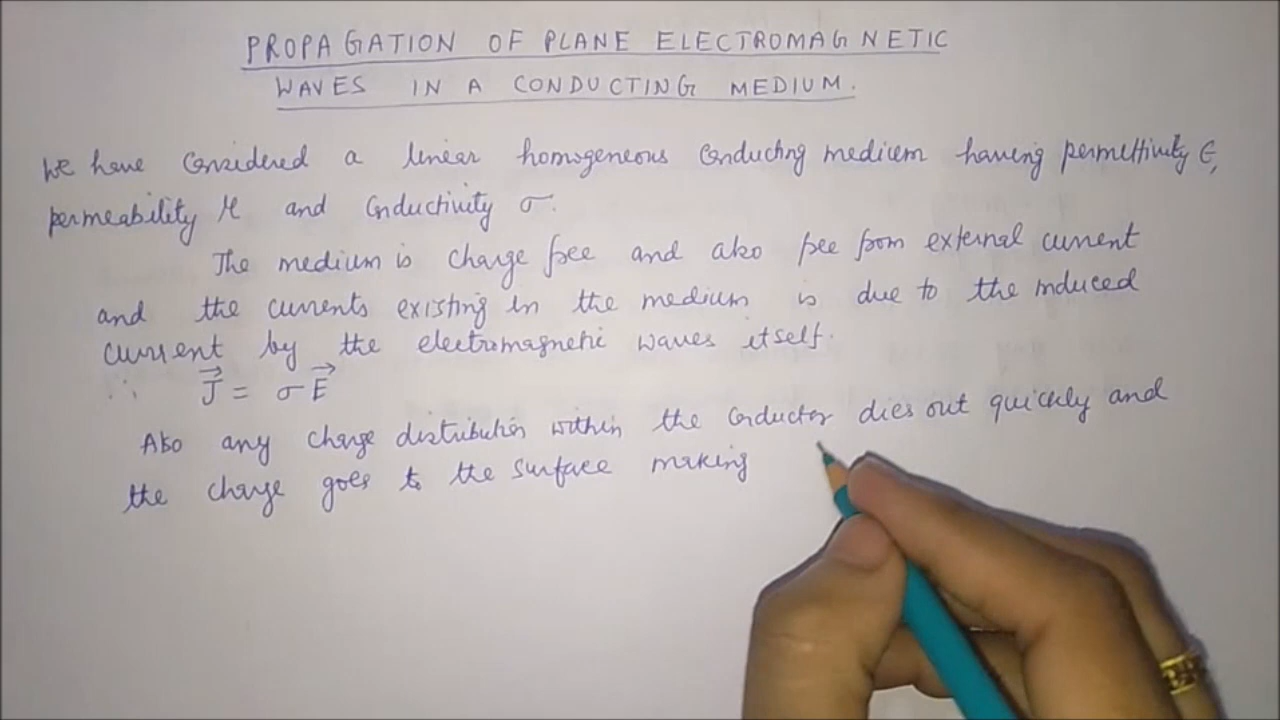 PROPAGATION OF PLANE ELECTROMAGNETIC
WAVES IN A CONDUCTING MEDIUM.
We have considered a linear homogeneous conducting medium having permittivity ϵ,
permeability μ and conductivity σ.
The medium is charge free and also free from external current
and the currents existing in the medium is due to the induced
current by the electromagnetic waves itself.
∴ J⃗ = σE⃗
Also any charge distribution within the conductor dies out quickly and
the charge goes to the surface making